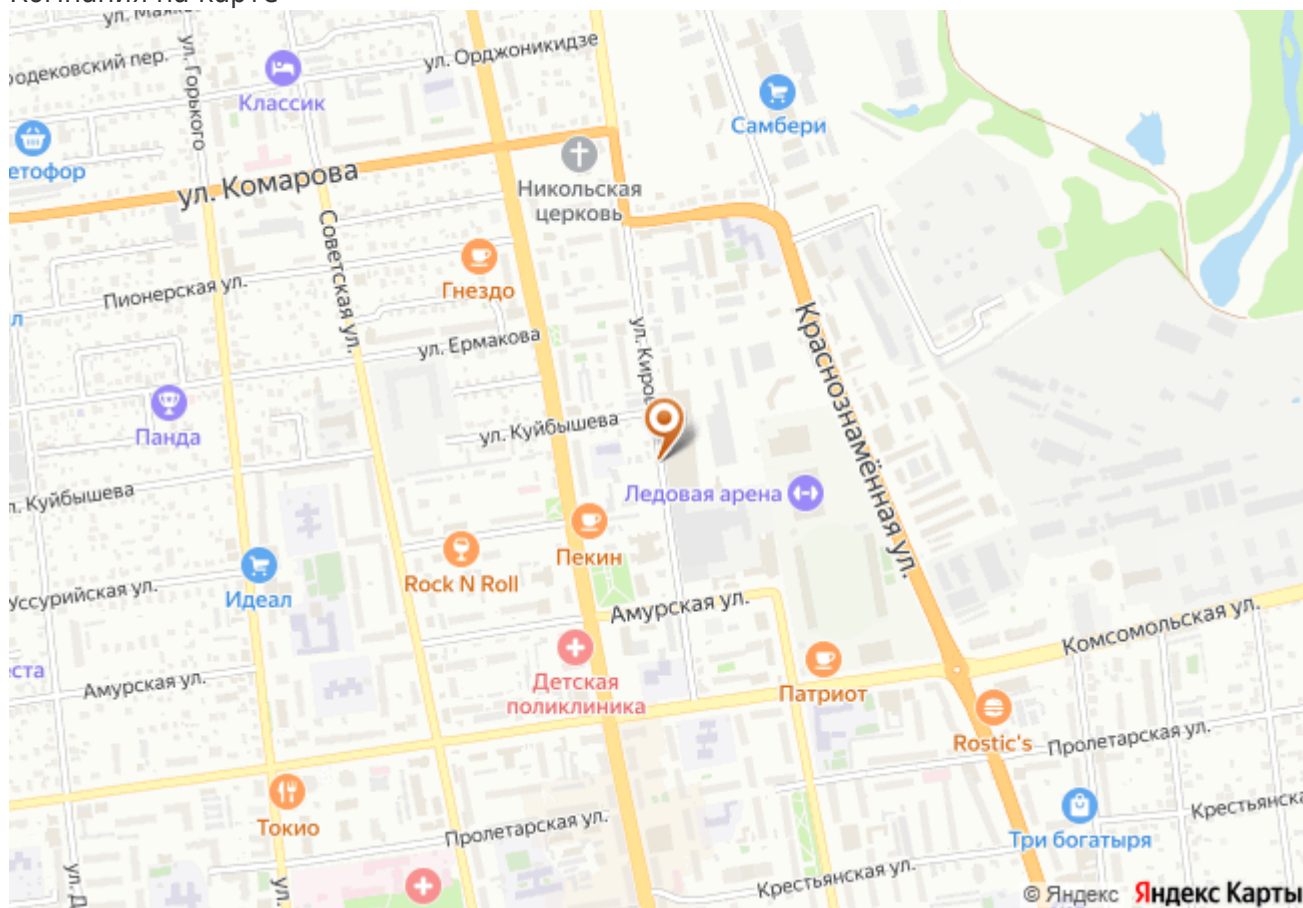 ул. Орджоникидзе
ул. Горького
Классик
Самбери
Никольская
церковь
ул. Комарова
Советская ул.
Гнездо
Пионерская ул.
ул. Ермакова
Краснознамённая ул.
Панда
ул. Куйбышева
Куйбышева
Ледовая арена
Пекин
Rock N Roll
Идеал
Уссурийская ул.
Амурская ул.
Комсомольская ул.
Детская
поликлиника
Патриот
Амурская ул.
Rostic's
Пролетарская ул.
Токио
Пролетарская ул.
Три богатыря
Крестьянская ул.
ул.
ул.
© Яндекс Яндекс Карты